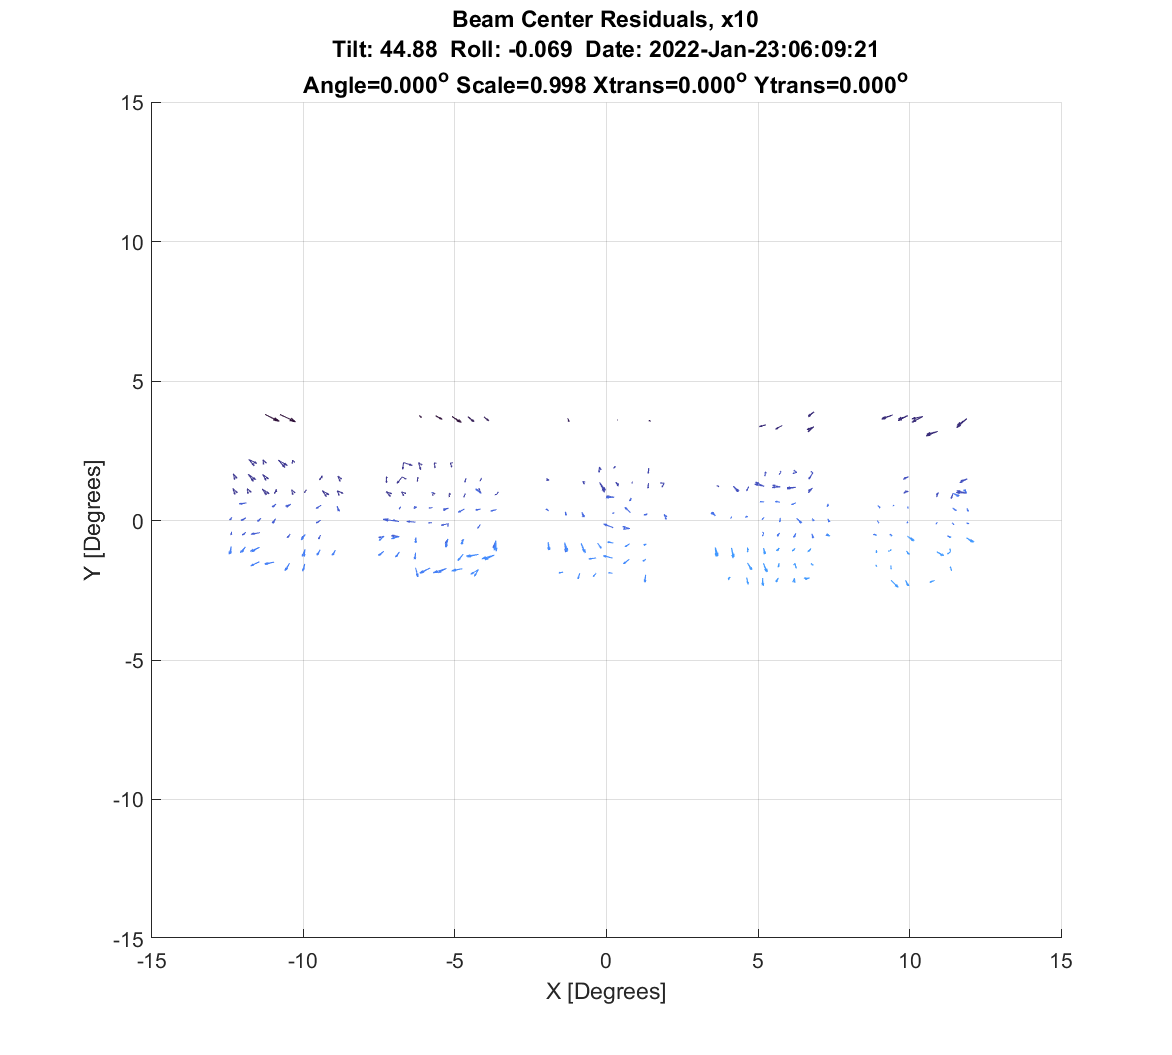 Beam Center Residuals, x10
Tilt: 44.88  Roll: -0.069  Date: 2022-Jan-23:06:09:21
Angle=0.000° Scale=0.998 Xtrans=0.000° Ytrans=0.000°
15
10
5
0
-5
-10
-15
Y [Degrees]
-15 -10 -5 0 5 10 15
X [Degrees]